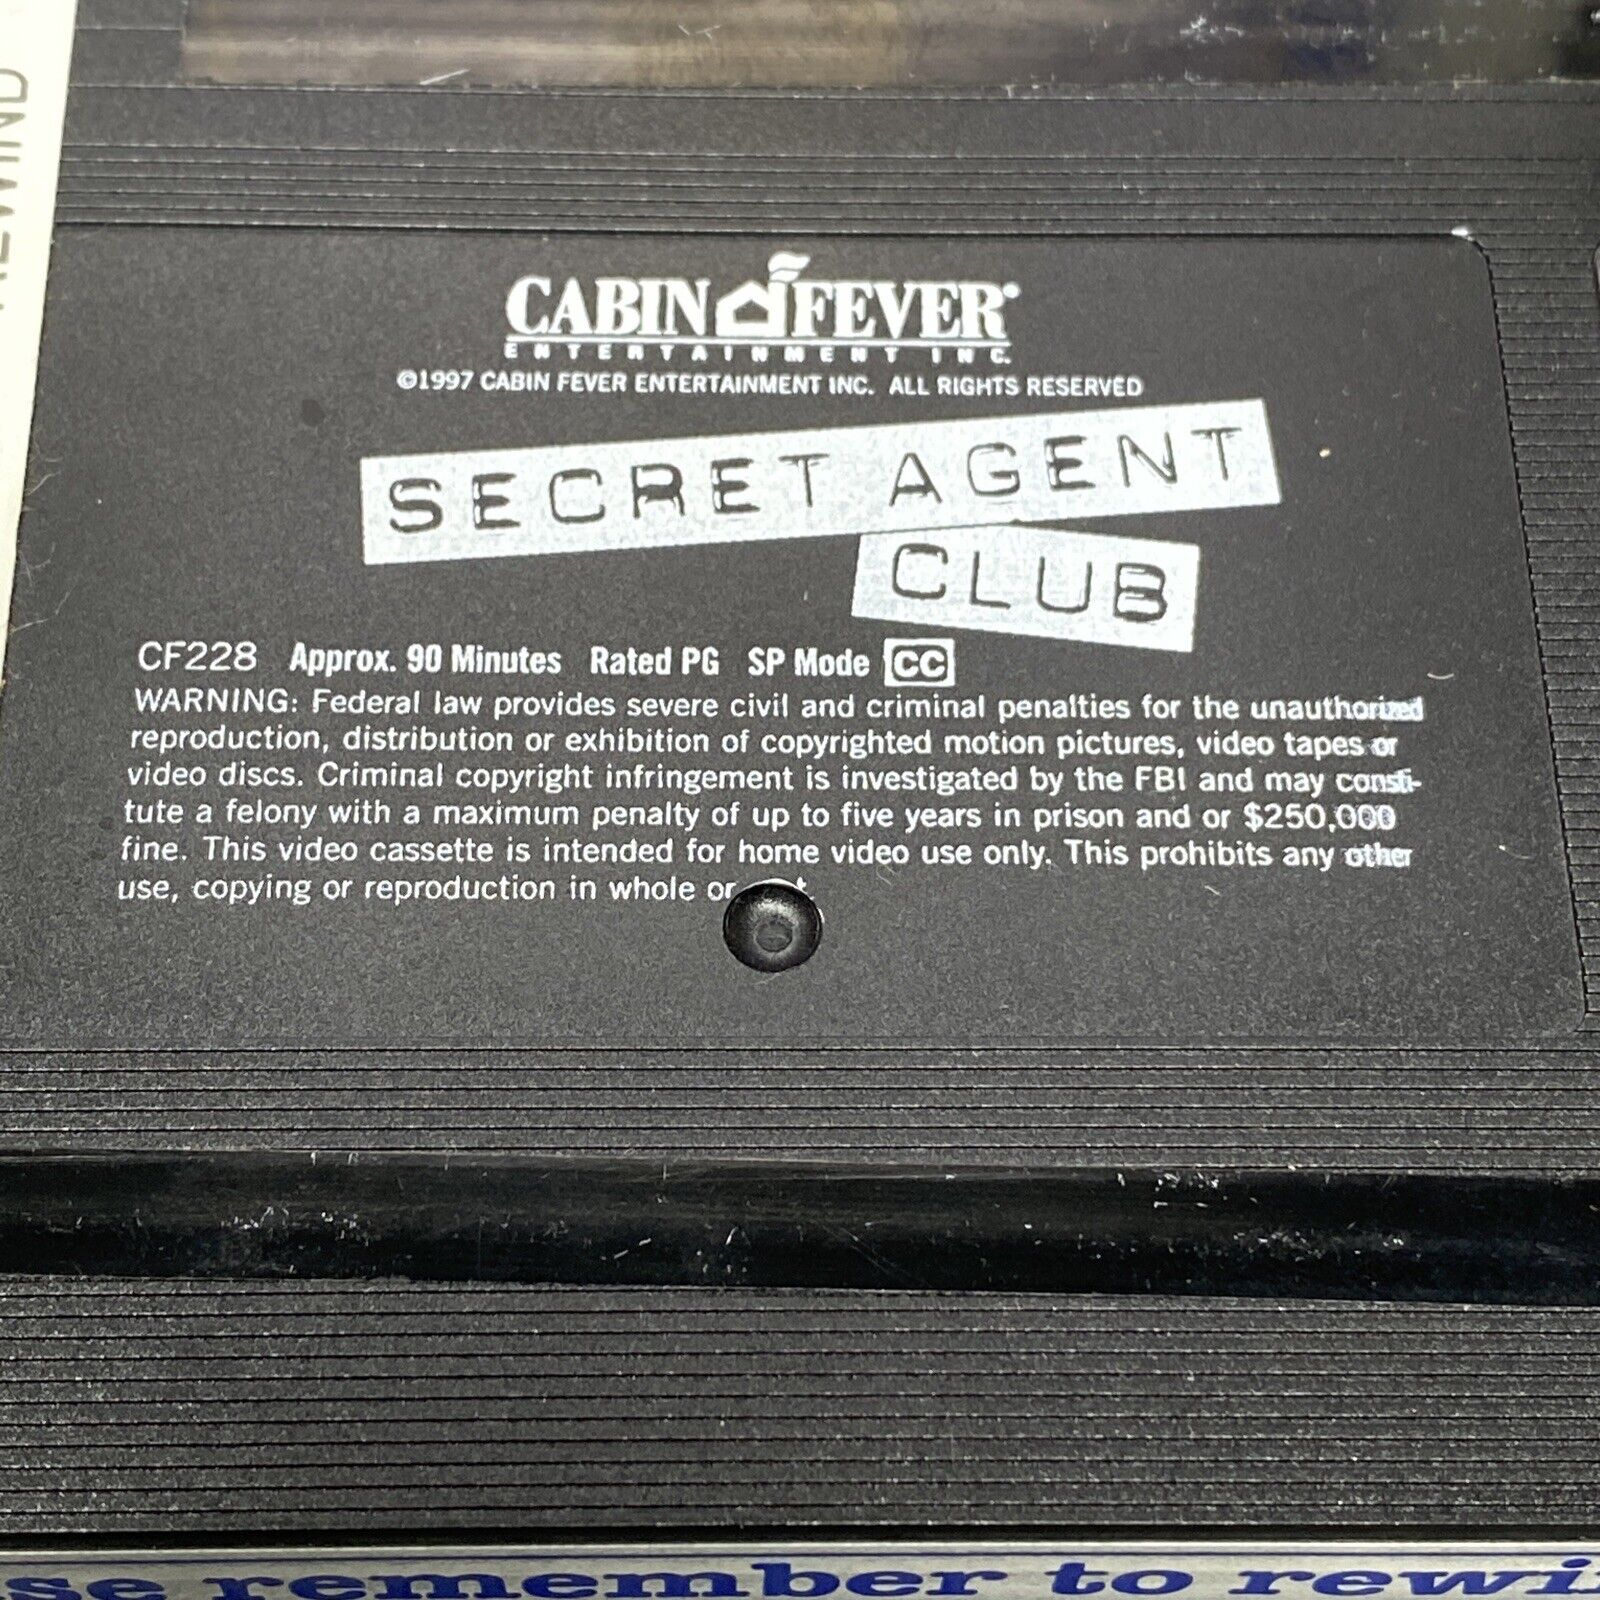 REWIND
CABIN FEVER®
ENTERTAINMENT INC.
©1997 CABIN FEVER ENTERTAINMENT INC. ALL RIGHTS RESERVED
SECRET AGENT
CLUB
CF228 Approx. 90 Minutes Rated PG SP Mode CC
WARNING: Federal law provides severe civil and criminal penalties for the unauthorized
reproduction, distribution or exhibition of copyrighted motion pictures, video tapes or
video discs. Criminal copyright infringement is investigated by the FBI and may consti-
tute a felony with a maximum penalty of up to five years in prison and or $250,000
fine. This video cassette is intended for home video use only. This prohibits any other
use, copying or reproduction in whole or
se remember to rewi